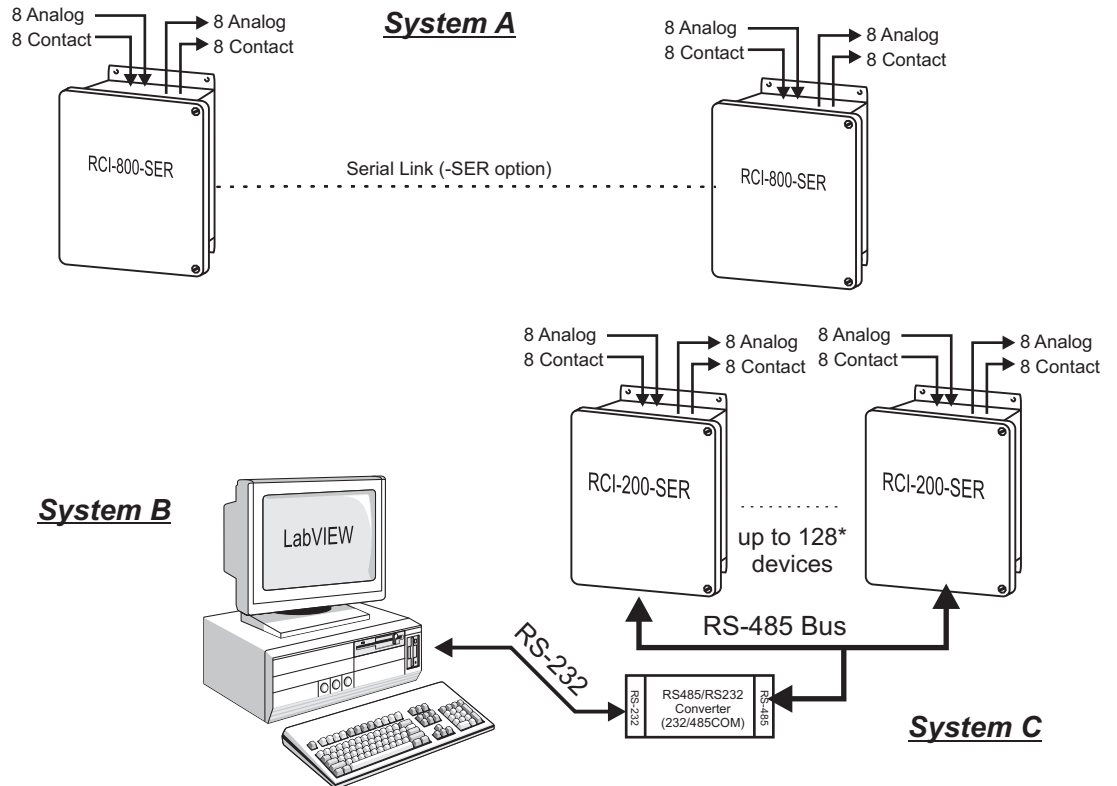 System A
8 Analog
8 Contact
8 Analog
8 Contact
RCI-800-SER
Serial Link (-SER option)
8 Analog
8 Contact
8 Analog
8 Contact
RCI-800-SER
8 Analog
8 Contact
8 Analog
8 Contact
RCI-200-SER
up to 128*
devices
8 Analog
8 Contact
8 Analog
8 Contact
RCI-200-SER
System B
LabVIEW
RS-485 Bus
RS-232
RS-232
RS485/RS232
Converter
(232/485COM)
RS-485
System C